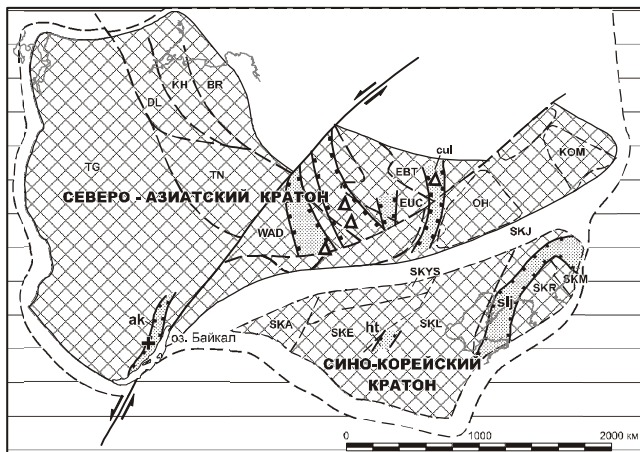 KH
BR
DL
cul
TG
EBT
KOM
TN
СЕВЕРО - АЗИАТСКИЙ КРАТОН
EUC
OH
WAD
SKJ
SKYS
SKM
SKR
ak
slj
SKA
ht
SKL
оз. Байкал
SKE
СИНО-КОРЕЙСКИЙ
КРАТОН
0 1000 2000 км